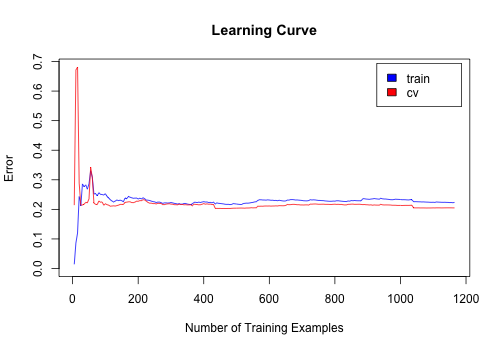 Learning Curve
train
cv
Error
0.7
0.6
0.5
0.4
0.3
0.2
0.1
0.0
0 200 400 600 800 1000 1200
Number of Training Examples